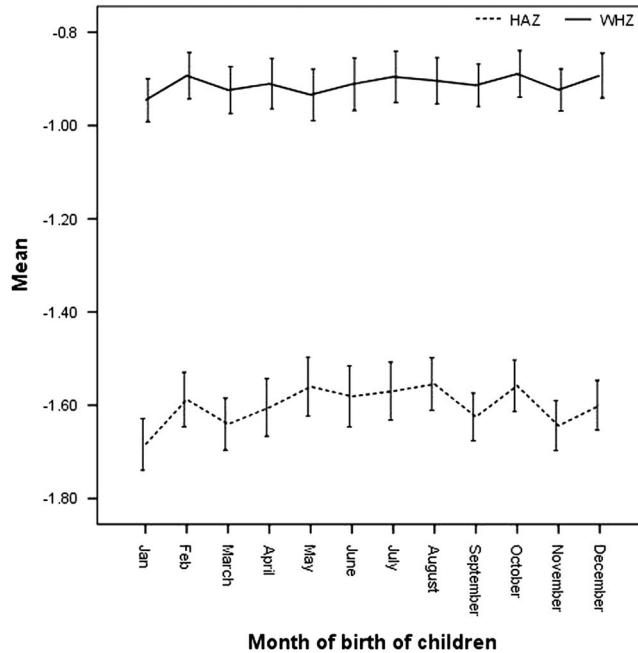 HAZ WHZ
-0.8
-1.00
-1.20
-1.40
-1.60
-1.80
Mean
Jan
Feb
March
April
May
June
July
August
September
October
November
December
Month of birth of children